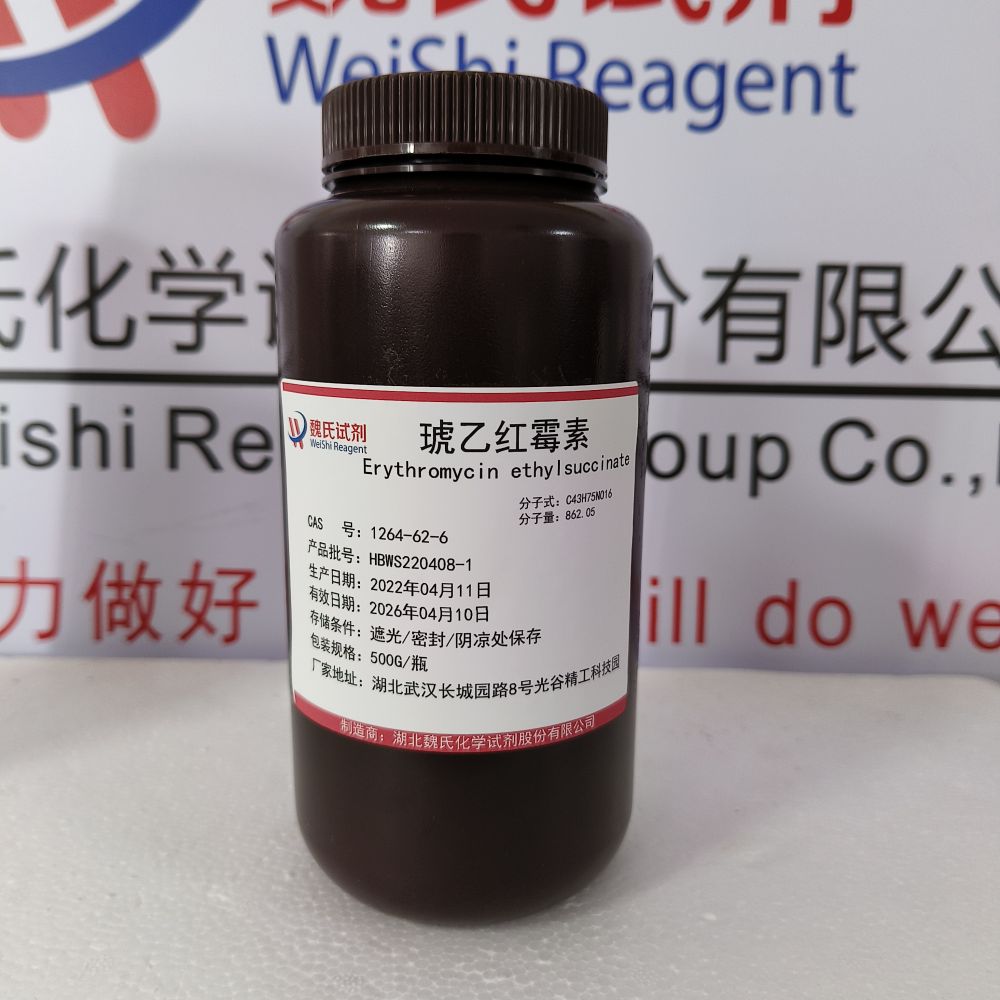 魏氏试剂
WeiShi Reagent
氏化学试
份有限公
ishi Re
oup Co.,
力做好
ill do we
魏氏试剂
WeiShi Reagent
琥乙红霉素
Erythromycin ethylsuccinate
分子式: C43H75NO16
分子量: 862.05
CAS 号: 1264-62-6
产品批号: HBWS220408-1
生产日期: 2022年04月11日
有效日期: 2026年04月10日
存储条件: 遮光/密封/阴凉处保存
包装规格: 500G/瓶
厂家地址: 湖北武汉长城园路8号光谷精工科技园
制造商: 湖北魏氏化学试剂股份有限公司